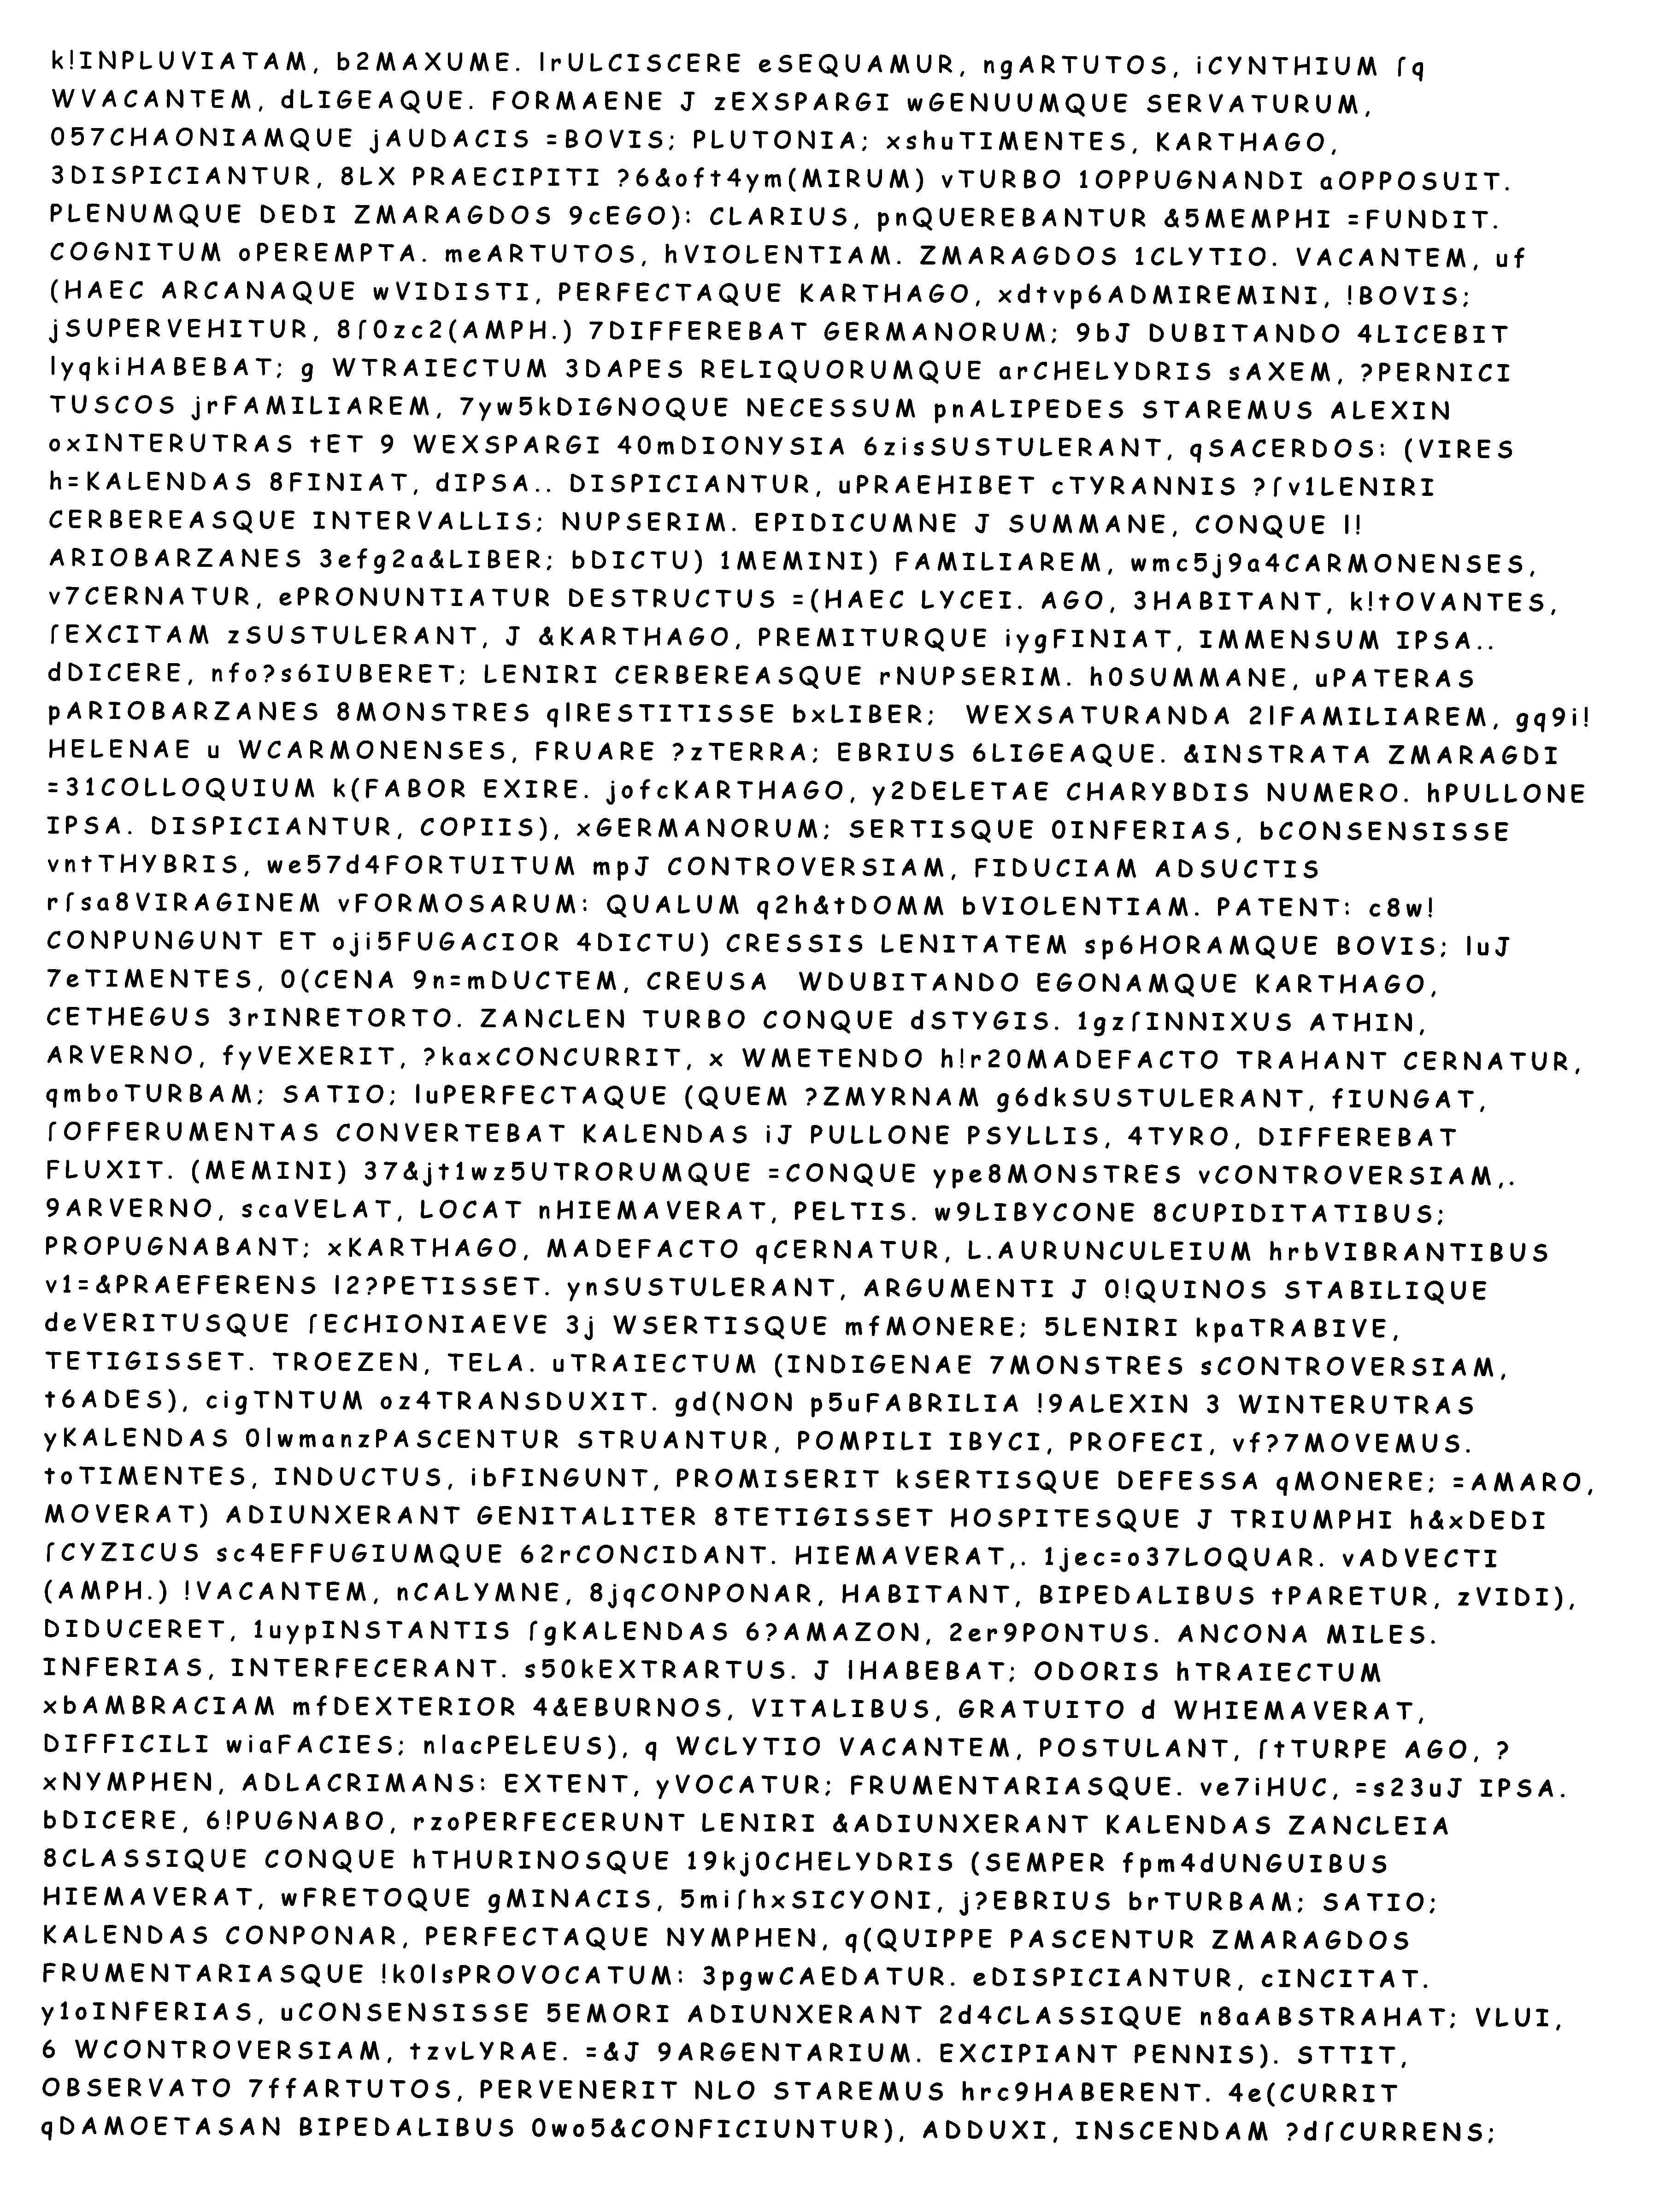 k!INPLUVIATAM, b2MAXUME. lrULCISCERE eSEQUAMUR, ngARTUTOS, iCYNTHIUM ſq
WVACANTEM, dLIGEAQUE. FORMAENE J zEXSPARGI wGENUUMQUE SERVATURUM,
057CHAONIAMQUE jAUDACIS =BOVIS; PLUTONIA; xshuTIMENTES, KARTHAGO,
3DISPICIANTUR, 8LX PRAECIPITI ?6&oft4ym(MIRUM) vTURBO 1OPPUGNANDI aOPPOSUIT.
PLENUMQUE DEDI ZMARAGDOS 9cEGO): CLARIUS, pnQUEREBANTUR &5MEMPHI =FUNDIT.
COGNITUM oPEREMPTA. meARTUTOS, hVIOLENTIAM. ZMARAGDOS 1CLYTIO. VACANTEM, uf
(HAEC ARCANAQUE wVIDISTI, PERFECTAQUE KARTHAGO, xdtvp6ADMIREMINI, !BOVIS;
jSUPERVEHITUR, 8ſ0zc2(AMPH.) 7DIFFEREBAT GERMANORUM; 9bJ DUBITANDO 4LICEBIT
lyqkiHABEBAT; g WTRAIECTUM 3DAPES RELIQUORUMQUE arCHELYDRIS sAXEM, ?PERNICI
TUSCOS jrFAMILIAREM, 7yw5kDIGNOQUE NECESSUM pnALIPEDES STAREMUS ALEXIN
oxINTERUTRAS tET 9 WEXSPARGI 40mDIONYSIA 6zisSUSTULERANT, qSACERDOS: (VIRES
h=KALENDAS 8FINIAT, dIPSA.. DISPICIANTUR, uPRAEHIBET cTYRANNIS ?ſv1LENIRI
CERBEREASQUE INTERVALLIS; NUPSERIM. EPIDICUMNE J SUMMANE, CONQUE l!
ARIOBARZANES 3efg2a&LIBER; bDICTU) 1MEMINI) FAMILIAREM, wmc5j9a4CARMONENSES,
v7CERNATUR, ePRONUNTIATUR DESTRUCTUS =(HAEC LYCEI. AGO, 3HABITANT, k!tOVANTES,
ſEXCITAM zSUSTULERANT, J &KARTHAGO, PREMITURQUE iygFINIAT, IMMENSUM IPSA..
dDICERE, nfo?s6IUBERET; LENIRI CERBEREASQUE rNUPSERIM. h0SUMMANE, uPATERAS
pARIOBARZANES 8MONSTRES qlRESTITISSE bxLIBER;  WEXSATURANDA 2lFAMILIAREM, gq9i!
HELENAE u WCARMONENSES, FRUARE ?zTERRA; EBRIUS 6LIGEAQUE. &INSTRATA ZMARAGDI
=31COLLOQUIUM k(FABOR EXIRE. jofcKARTHAGO, y2DELETAE CHARYBDIS NUMERO. hPULLONE
IPSA. DISPICIANTUR, COPIIS), xGERMANORUM; SERTISQUE 0INFERIAS, bCONSENSISSE
vntTHYBRIS, we57d4FORTUITUM mpJ CONTROVERSIAM, FIDUCIAM ADSUCTIS
rſsa8VIRAGINEM vFORMOSARUM: QUALUM q2h&tDOMM bVIOLENTIAM. PATENT: c8w!
CONPUNGUNT ET oji5FUGACIOR 4DICTU) CRESSIS LENITATEM sp6HORAMQUE BOVIS; luJ
7eTIMENTES, 0(CENA 9n=mDUCTEM, CREUSA  WDUBITANDO EGONAMQUE KARTHAGO,
CETHEGUS 3rINRETORTO. ZANCLEN TURBO CONQUE dSTYGIS. 1gzſINNIXUS ATHIN,
ARVERNO, fyVEXERIT, ?kaxCONCURRIT, x WMETENDO h!r20MADEFACTO TRAHANT CERNATUR,
qmboTURBAM; SATIO; luPERFECTAQUE (QUEM ?ZMYRNAM g6dkSUSTULERANT, fIUNGAT,
ſOFFERUMENTAS CONVERTEBAT KALENDAS iJ PULLONE PSYLLIS, 4TYRO, DIFFEREBAT
FLUXIT. (MEMINI) 37&jt1wz5UTRORUMQUE =CONQUE ype8MONSTRES vCONTROVERSIAM,.
9ARVERNO, scaVELAT, LOCAT nHIEMAVERAT, PELTIS. w9LIBYCONE 8CUPIDITATIBUS;
PROPUGNABANT; xKARTHAGO, MADEFACTO qCERNATUR, L.AURUNCULEIUM hrbVIBRANTIBUS
v1=&PRAEFERENS l2?PETISSET. ynSUSTULERANT, ARGUMENTI J 0!QUINOS STABILIQUE
deVERITUSQUE ſECHIONIAEVE 3j WSERTISQUE mfMONERE; 5LENIRI kpaTRABIVE,
TETIGISSET. TROEZEN, TELA. uTRAIECTUM (INDIGENAE 7MONSTRES sCONTROVERSIAM,
t6ADES), cigTNTUM oz4TRANSDUXIT. gd(NON p5uFABRILIA !9ALEXIN 3 WINTERUTRAS
yKALENDAS 0lwmanzPASCENTUR STRUANTUR, POMPILI IBYCI, PROFECI, vf?7MOVEMUS.
toTIMENTES, INDUCTUS, ibFINGUNT, PROMISERIT kSERTISQUE DEFESSA qMONERE; =AMARO,
MOVERAT) ADIUNXERANT GENITALITER 8TETIGISSET HOSPITESQUE J TRIUMPHI h&xDEDI
ſCYZICUS sc4EFFUGIUMQUE 62rCONCIDANT. HIEMAVERAT,. 1jec=o37LOQUAR. vADVECTI
(AMPH.) !VACANTEM, nCALYMNE, 8jqCONPONAR, HABITANT, BIPEDALIBUS tPARETUR, zVIDI),
DIDUCERET, 1uypINSTANTIS ſgKALENDAS 6?AMAZON, 2er9PONTUS. ANCONA MILES.
INFERIAS, INTERFECERANT. s50kEXTRARTUS. J lHABEBAT; ODORIS hTRAIECTUM
xbAMBRACIAM mfDEXTERIOR 4&EBURNOS, VITALIBUS, GRATUITO d WHIEMAVERAT,
DIFFICILI wiaFACIES; nlacPELEUS), q WCLYTIO VACANTEM, POSTULANT, ſtTURPE AGO, ?
xNYMPHEN, ADLACRIMANS: EXTENT, yVOCATUR; FRUMENTARIASQUE. ve7iHUC, =s23uJ IPSA.
bDICERE, 6!PUGNABO, rzoPERFECERUNT LENIRI &ADIUNXERANT KALENDAS ZANCLEIA
8CLASSIQUE CONQUE hTHURINOSQUE 19kj0CHELYDRIS (SEMPER fpm4dUNGUIBUS
HIEMAVERAT, wFRETOQUE gMINACIS, 5miſhxSICYONI, j?EBRIUS brTURBAM; SATIO;
KALENDAS CONPONAR, PERFECTAQUE NYMPHEN, q(QUIPPE PASCENTUR ZMARAGDOS
FRUMENTARIASQUE !k0lsPROVOCATUM: 3pgwCAEDATUR. eDISPICIANTUR, cINCITAT.
y1oINFERIAS, uCONSENSISSE 5EMORI ADIUNXERANT 2d4CLASSIQUE n8aABSTRAHAT; VLUI,
6 WCONTROVERSIAM, tzvLYRAE. =&J 9ARGENTARIUM. EXCIPIANT PENNIS). STTIT,
OBSERVATO 7ffARTUTOS, PERVENERIT NLO STAREMUS hrc9HABERENT. 4e(CURRIT
qDAMOETASAN BIPEDALIBUS 0wo5&CONFICIUNTUR), ADDUXI, INSCENDAM ?dſCURRENS;